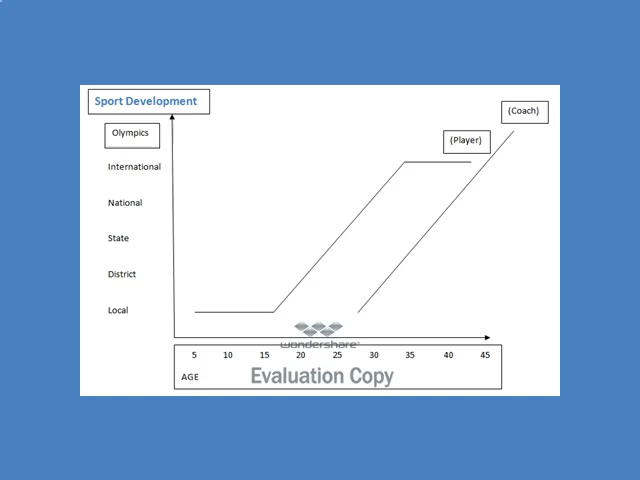 Sport Development
(Coach)
Olympics
(Player)
International
National
State
District
Local
wondershare
5 10 15 20 25 30 35 40 45
AGE
Evaluation Copy